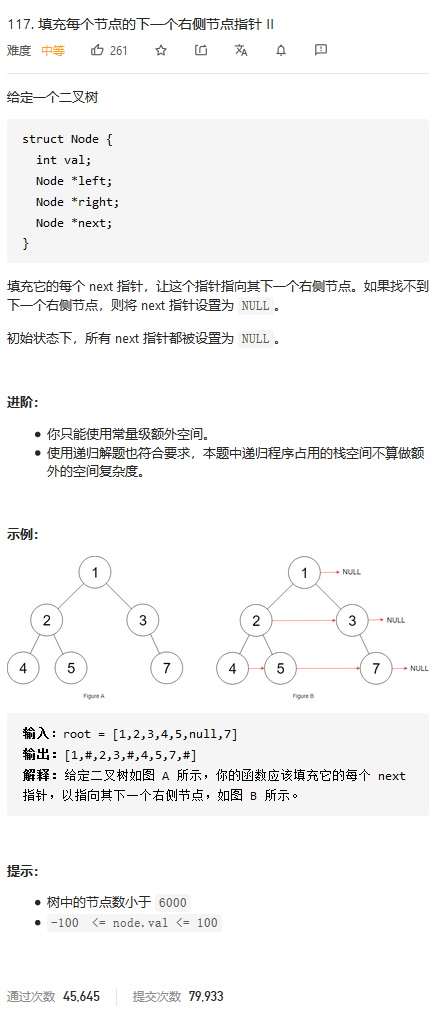 117. 填充每个节点的下一个右侧节点指针 II
难度 中等 261
给定一个二叉树
struct Node {
int val;
Node *left;
Node *right;
Node *next;
}
填充它的每个 next 指针，让这个指针指向其下一个右侧节点。如果找不到
下一个右侧节点，则将 next 指针设置为 NULL 。
初始状态下，所有 next 指针都被设置为 NULL 。
进阶：
● 你只能使用常量级额外空间。
● 使用递归解题也符合要求，本题中递归程序占用的栈空间不算做额
外的空间复杂度。
示例：
1
2 3
4 5 7
Figure A
1 NULL
2 3 NULL
4 5 7 NULL
Figure B
输入：root = [1,2,3,4,5,null,7]
输出：[1,#,2,3,#,4,5,7,#]
解释：给定二叉树如图 A 所示，你的函数应该填充它的每个 next
指针，以指向其下一个右侧节点，如图 B 所示。
提示：
● 树中的节点数小于 6000
● -100 <= node.val <= 100
通过次数 45,645 提交次数 79,933